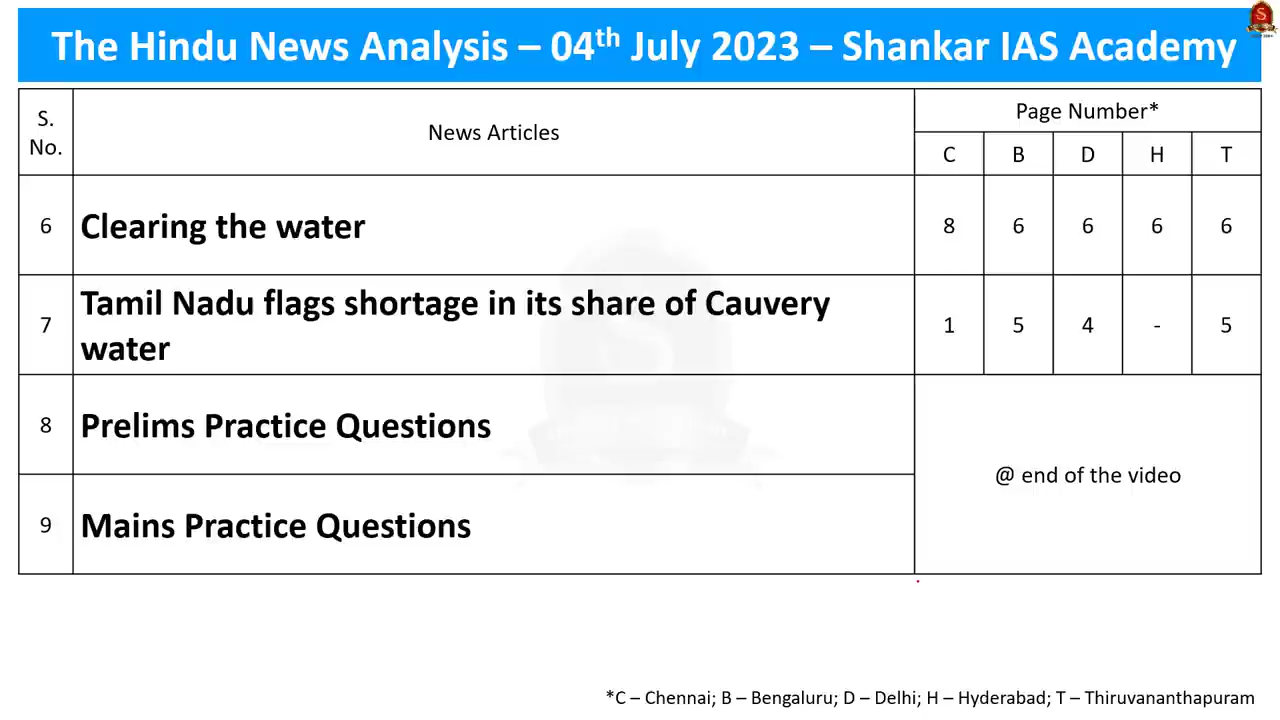 The Hindu News Analysis – 04th July 2023 – Shankar IAS Academy
S. No. News Articles Page Number*
C B D H T
6 Clearing the water 8 6 6 6 6
7 Tamil Nadu flags shortage in its share of Cauvery
water 1 5 4 - 5
8 Prelims Practice Questions
@ end of the video
9 Mains Practice Questions
*C – Chennai; B – Bengaluru; D – Delhi; H – Hyderabad; T – Thiruvananthapuram